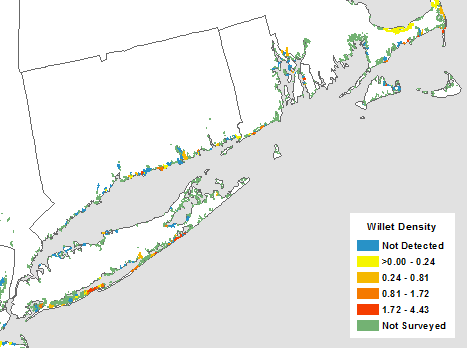 Willet Density
Not Detected
>0.00 - 0.24
0.24 - 0.81
0.81 - 1.72
1.72 - 4.43
Not Surveyed